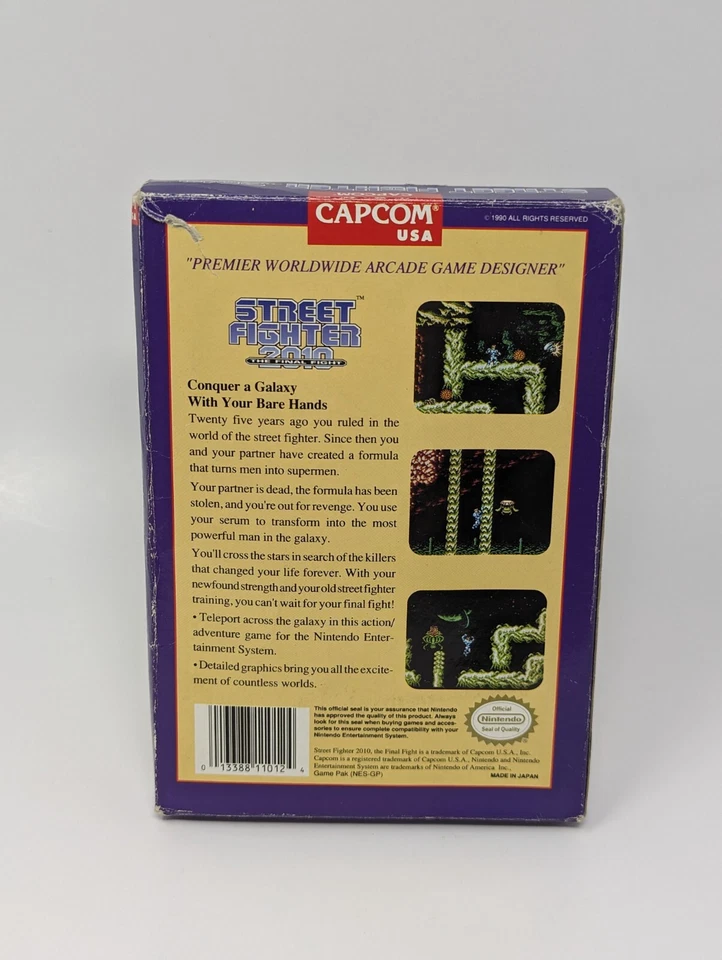 CAPCOM®
USA
© 1990 ALL RIGHTS RESERVED
"PREMIER WORLDWIDE ARCADE GAME DESIGNER"
STREET™
FIGHTER
2010
THE FINAL FIGHT
Conquer a Galaxy
With Your Bare Hands
Twenty five years ago you ruled in the
world of the street fighter. Since then you
and your partner have created a formula
that turns men into supermen.
Your partner is dead, the formula has been
stolen, and you're out for revenge. You use
your serum to transform into the most
powerful man in the galaxy.
You'll cross the stars in search of the killers
that changed your life forever. With your
newfound strength and your old street fighter
training, you can't wait for your final fight!
• Teleport across the galaxy in this action/
adventure game for the Nintendo Enter-
tainment System.
• Detailed graphics bring you all the excite-
ment of countless worlds.
0 13388 11012 4
This official seal is your assurance that Nintendo
has approved the quality of this product. Always
look for this seal when buying games and acces-
sories to ensure complete compatibility with your
Nintendo Entertainment System.
Official
Nintendo
Seal of Quality
Street Fighter 2010, the Final Fight is a trademark of Capcom U.S.A., Inc.
Capcom is a registered trademark of Capcom U.S.A., Nintendo and Nintendo
Entertainment System are trademarks of Nintendo of America Inc.,
Game Pak (NES-GP)
MADE IN JAPAN